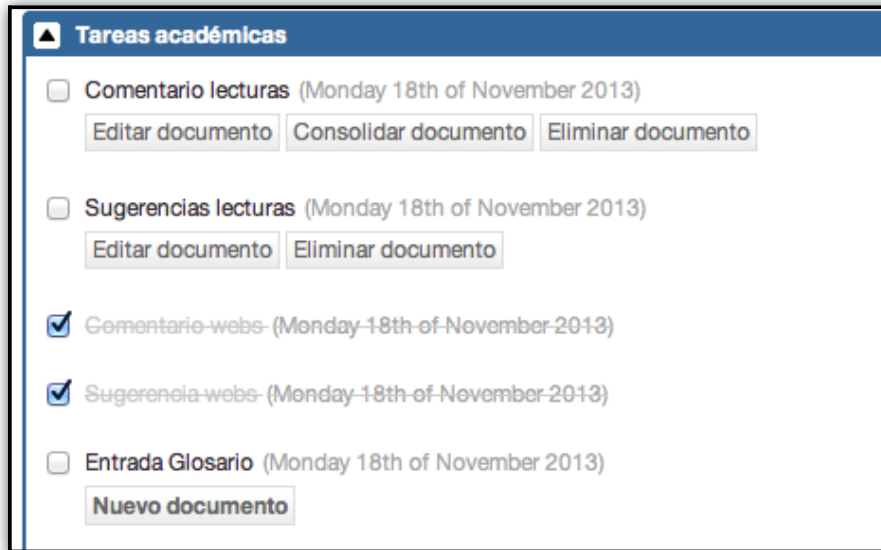 Tareas académicas
Comentario lecturas (Monday 18th of November 2013)
Editar documento Consolidar documento Eliminar documento
Sugerencias lecturas (Monday 18th of November 2013)
Editar documento Eliminar documento
Comentario webs (Monday 18th of November 2013)
Sugerencia webs (Monday 18th of November 2013)
Entrada Glosario (Monday 18th of November 2013)
Nuevo documento